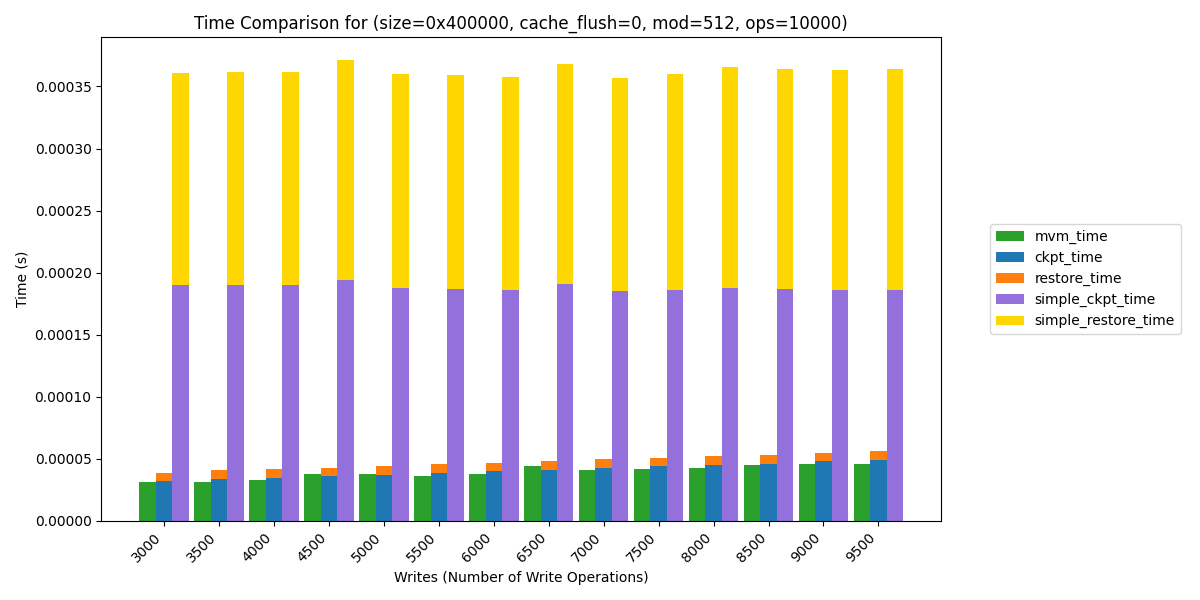 Time Comparison for (size=0x400000, cache_flush=0, mod=512, ops=10000)
Time (s)
0.00035
0.00030
0.00025
0.00020
0.00015
0.00010
0.00005
0.00000
3000 3500 4000 4500 5000 5500 6000 6500 7000 7500 8000 8500 9000 9500
Writes (Number of Write Operations)
mvm_time
ckpt_time
restore_time
simple_ckpt_time
simple_restore_time